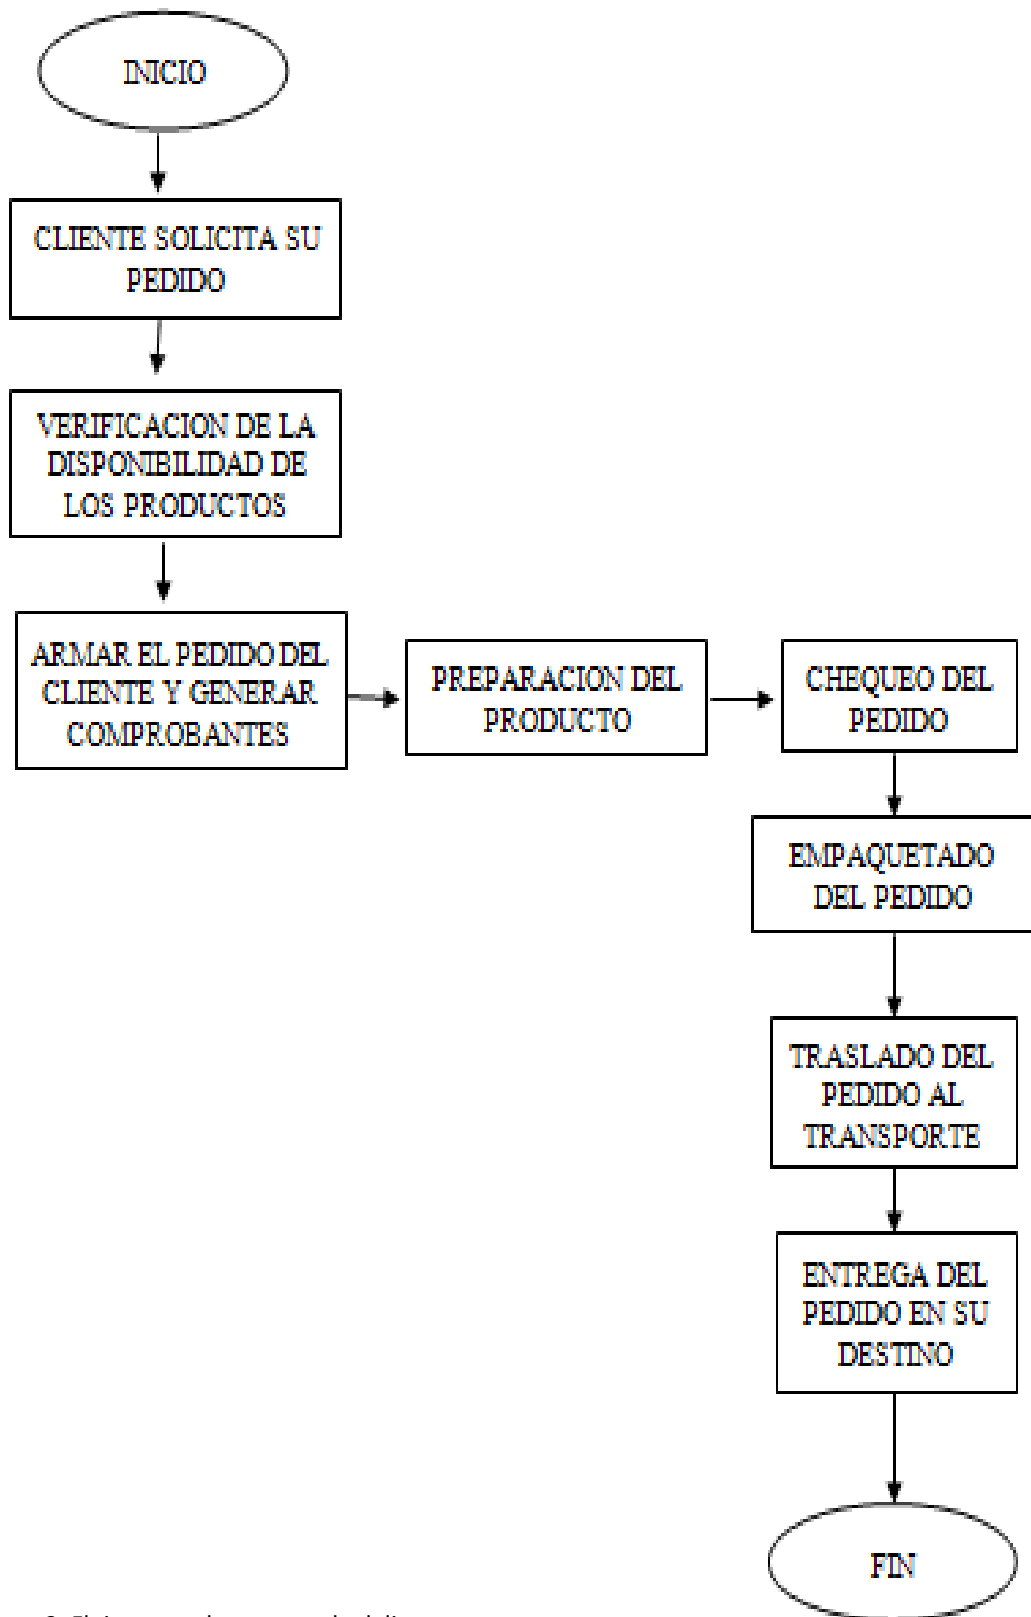 INICIO
CLIENTE SOLICITA SU
PEDIDO
VERIFICACION DE LA
DISPONIBILIDAD DE
LOS PRODUCTOS
ARMAR EL PEDIDO DEL
CLIENTE Y GENERAR
COMPROBANTES
PREPARACION DEL
PRODUCTO
CHEQUEO DEL
PEDIDO
EMPAQUETADO
DEL PEDIDO
TRASLADO DEL
PEDIDO AL
TRANSPORTE
ENTREGA DEL
PEDIDO EN SU
DESTINO
FIN